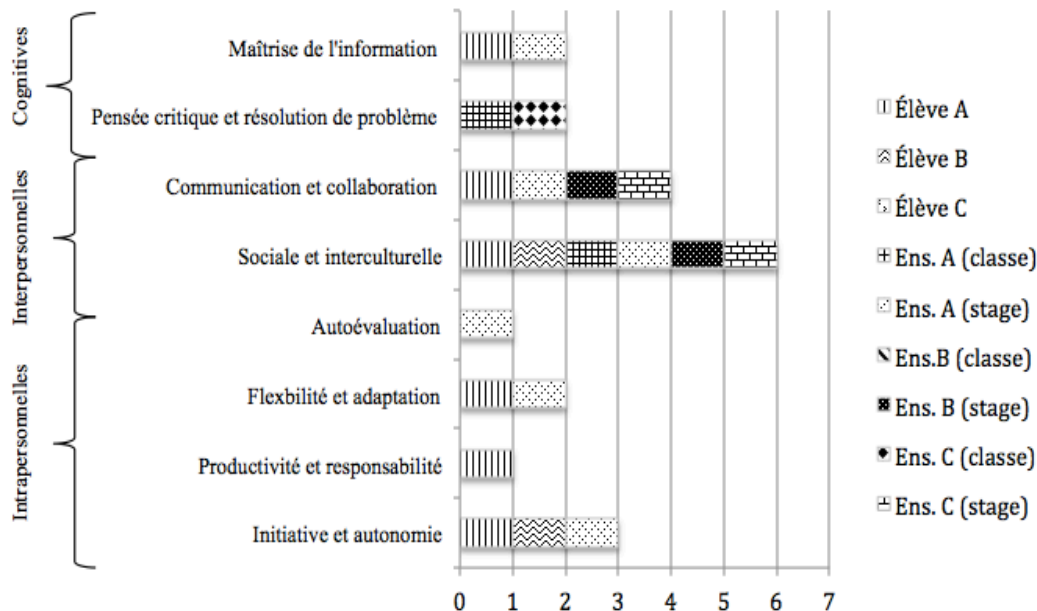 Cognitives
Interpersonnelles
Intrapersonnelles
Maîtrise de l'information
Pensée critique et résolution de problème
Communication et collaboration
Sociale et interculturelle
Autoévaluation
Flexbilité et adaptation
Productivité et responsabilité
Initiative et autonomie
0 1 2 3 4 5 6 7
Élève A
Élève B
Élève C
Ens. A (classe)
Ens. A (stage)
Ens.B (classe)
Ens. B (stage)
Ens. C (classe)
Ens. C (stage)